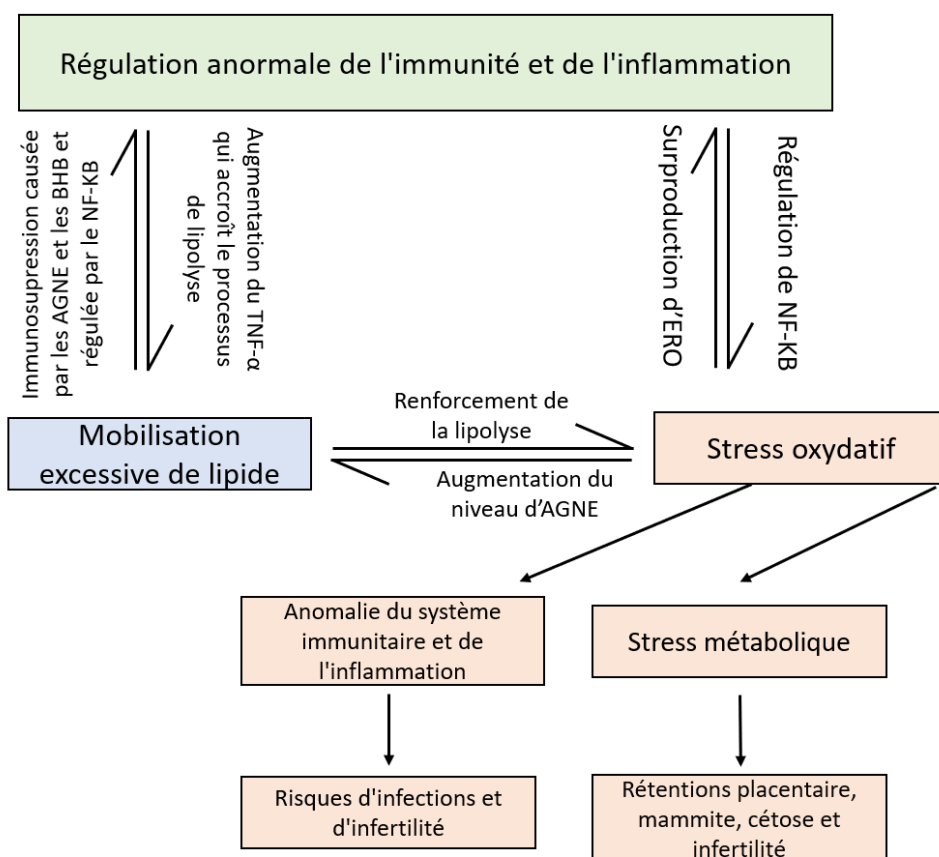 Régulation anormale de l'immunité et de l'inflammation
Immunosupression causée
par les AGNE et les BHB et
régulée par le NF-KB
Augmentation du TNF-α
qui accroît le processus
de lipolyse
Surproduction d'ERO
Régulation de NF-KB
Mobilisation
excessive de lipide
Renforcement de
la lipolyse
Augmentation du
niveau d'AGNE
Stress oxydatif
Anomalie du système
immunitaire et de
l'inflammation
Stress métabolique
Risques d'infections et
d'infertilité
Rétentions placentaire,
mammite, cétose et
infertilité